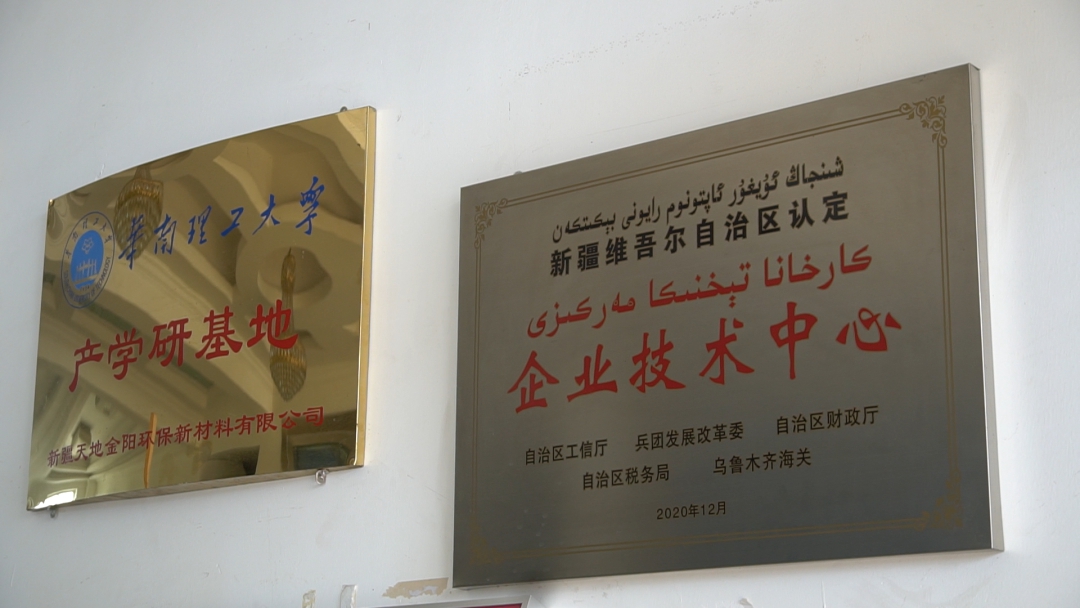 華南理工大學
产学研基地
新疆天地金阳环保新材料有限公司
شىنجاڭ ئۇيغۇر ئاپتونوم رايونى بېكىتكەن
新疆维吾尔自治区认定
كارخانا تېخنىكا مەركىزى
企业技术中心
自治区工信厅 兵团发展改革委 自治区财政厅
自治区税务局 乌鲁木齐海关
2020年12月